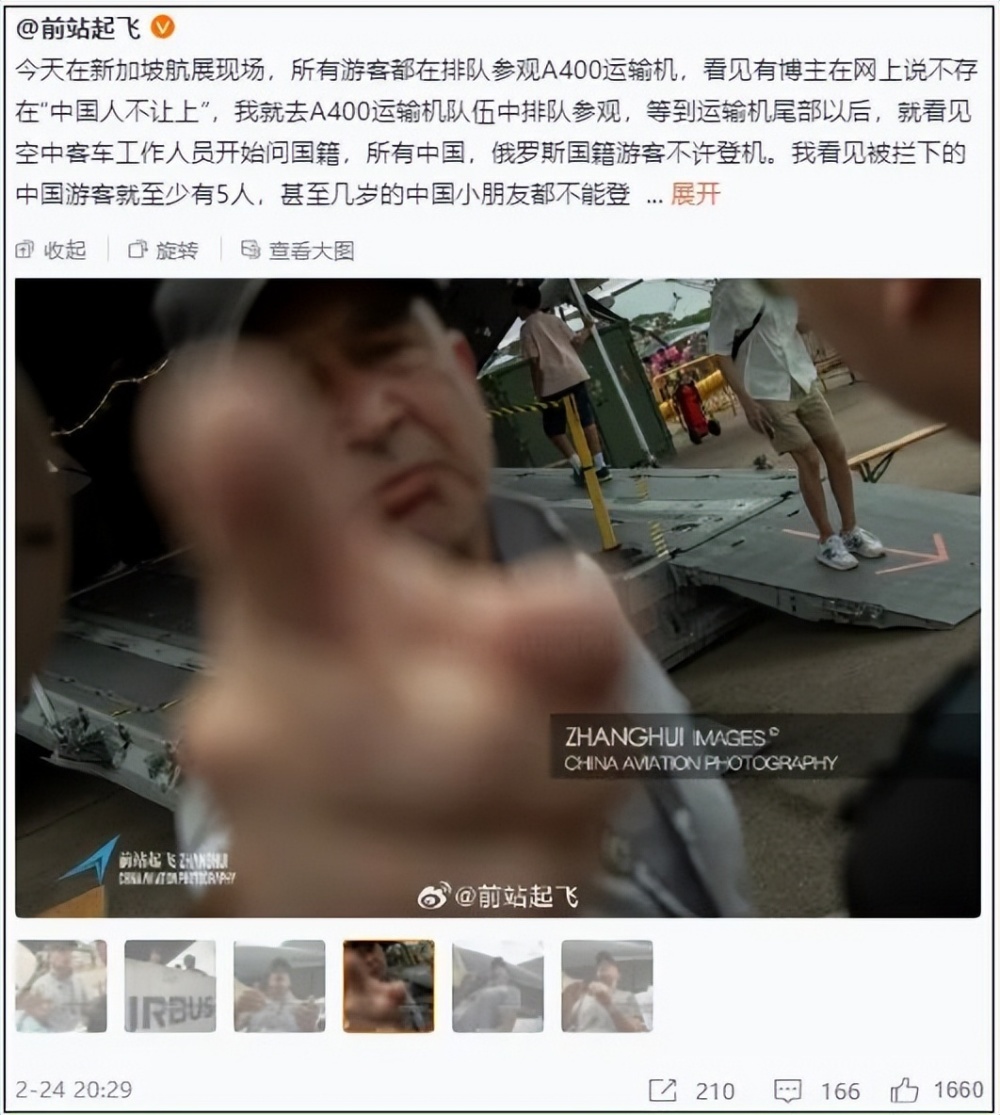 @前站起飞
今天在新加坡航展现场，所有游客都在排队参观A400运输机，看见有博主在网上说不存
在“中国人不让上”，我就去A400运输机队伍中排队参观，等到运输机尾部以后，就看见
空中客车工作人员开始问国籍，所有中国，俄罗斯国籍游客不许登机。我看见被拦下的
中国游客就至少有5人，甚至几岁的中国小朋友都不能登 ... 展开
收起 旋转 查看大图
ZHANGHUI IMAGES©
CHINA AVIATION PHOTOGRAPHY
前站起飞 ZHANGHUI
CHINA AVIATION PHOTOGRAPHY
@前站起飞
IRBUS
2-24 20:29 210 166 1660